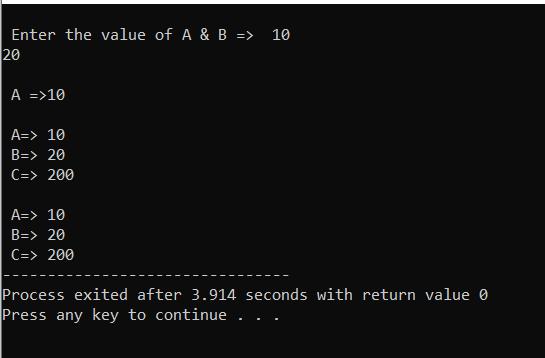 Enter the value of A & B =>  10
20
A =>10
A=> 10
B=> 20
C=> 200
A=> 10
B=> 20
C=> 200
--------------------------------
Process exited after 3.914 seconds with return value 0
Press any key to continue . . .